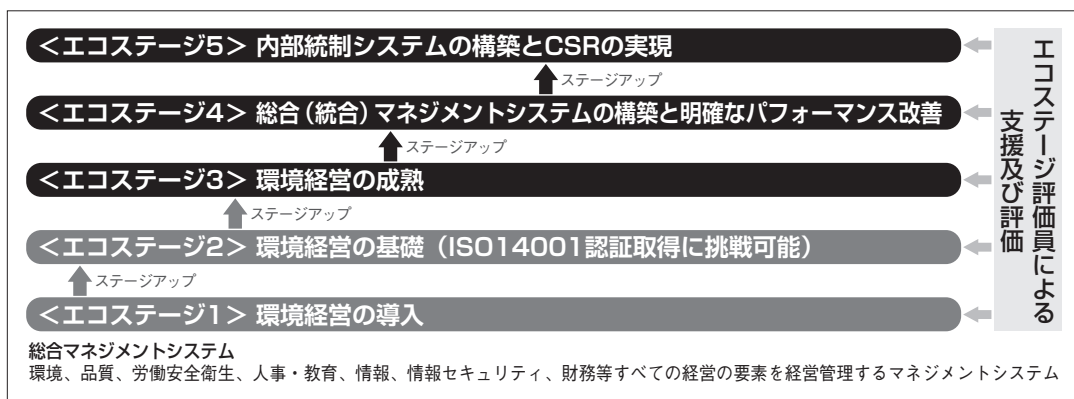 ＜エコステージ5＞ 内部統制システムの構築とCSRの実現
ステージアップ
＜エコステージ4＞ 総合（統合）マネジメントシステムの構築と明確なパフォーマンス改善
ステージアップ
＜エコステージ3＞ 環境経営の成熟
ステージアップ
＜エコステージ2＞ 環境経営の基礎（ISO14001認証取得に挑戦可能）
ステージアップ
＜エコステージ1＞ 環境経営の導入
エコステージ評価員による
支援及び評価
総合マネジメントシステム
環境、品質、労働安全衛生、人事・教育、情報、情報セキュリティ、財務等すべての経営の要素を経営管理するマネジメントシステム